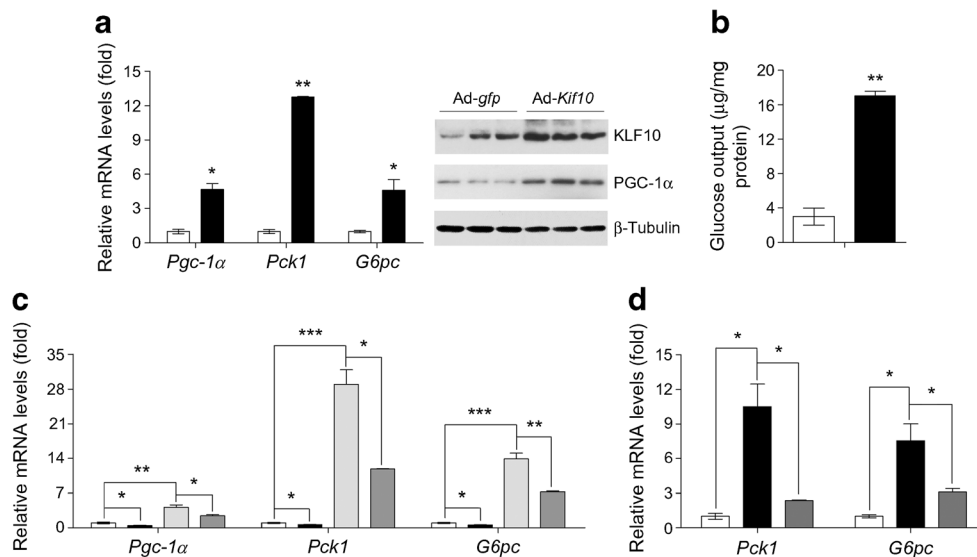 a
Relative mRNA levels (fold)
15
12
9
6
3
0
*
**
*
Pgc-1α
Pck1
G6pc
Ad-gfp
Ad-Kif10
KLF10
PGC-1α
β-Tubulin
b
Glucose output (µg/mg
protein)
20
16
12
8
4
0
**
c
Relative mRNA levels (fold)
35
28
21
14
7
0
**
*
*
***
*
*
***
**
*
Pgc-1α
Pck1
G6pc
d
Relative mRNA levels (fold)
15
12
9
6
3
0
*
*
*
*
Pck1
G6pc